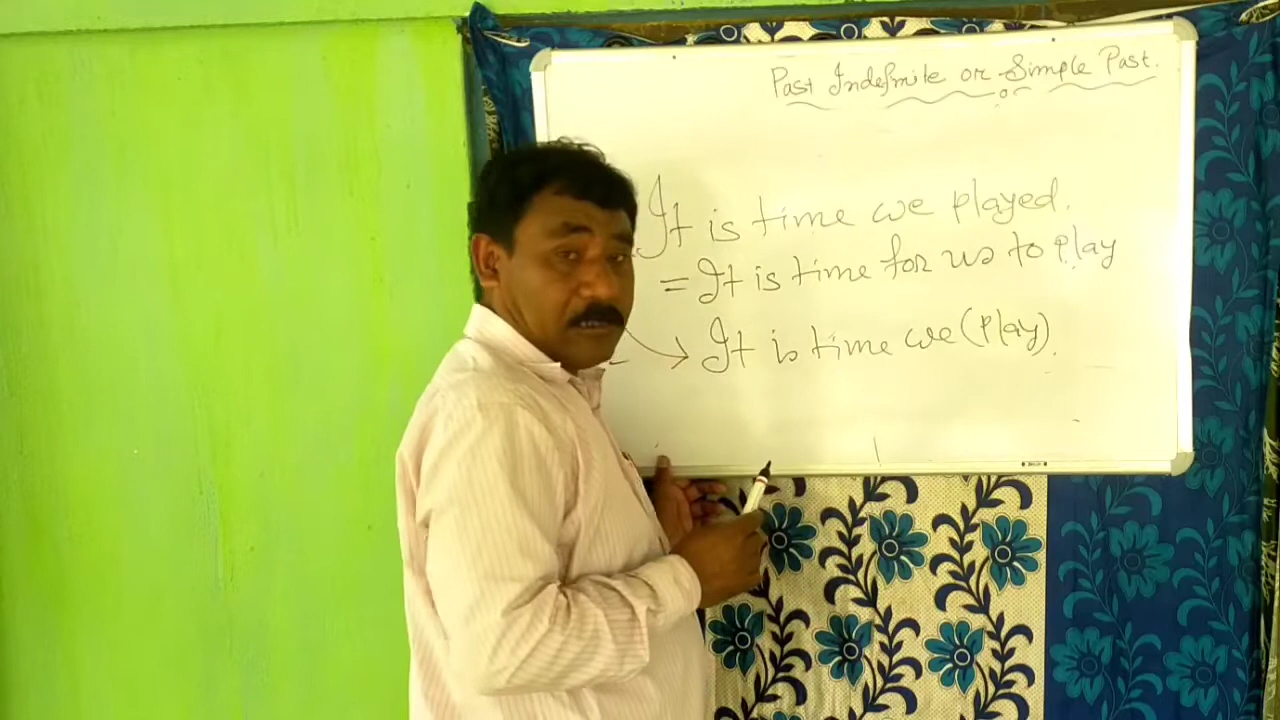 Past Indefinite or Simple Past.
It is time we played.
= It is time for us to play
→ It is time we (play).